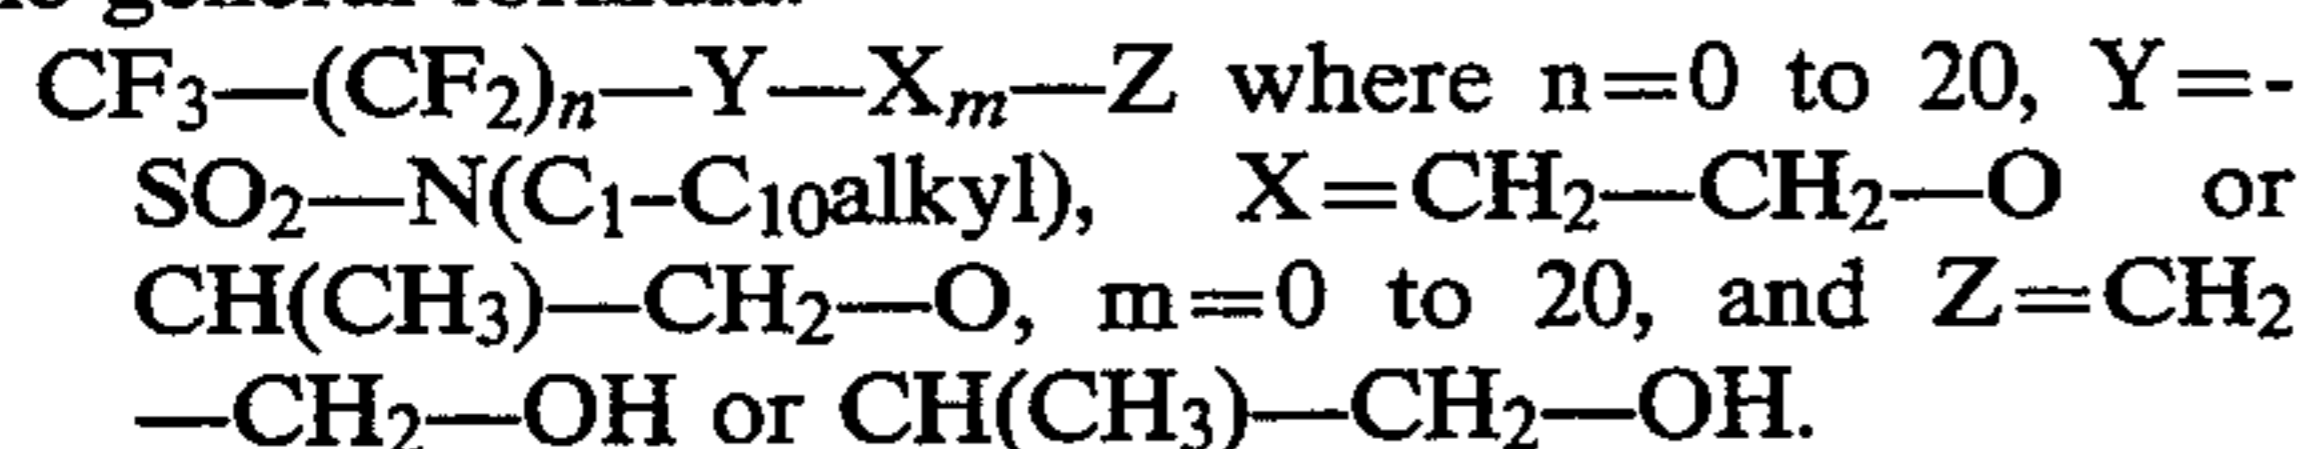 CF₃—(CF₂)ₙ—Y—Xₘ—Z where n=0 to 20, Y=-
SO₂—N(C₁-C₁₀alkyl), X=CH₂—CH₂—O or
CH(CH₃)—CH₂—O, m=0 to 20, and Z=CH₂
—CH₂—OH or CH(CH₃)—CH₂—OH.